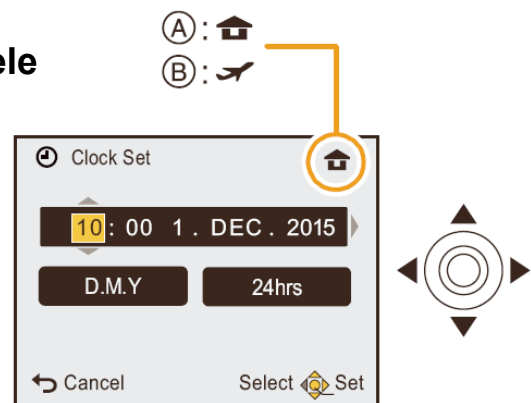 Ⓐ:
ele
Ⓑ:
Clock Set
10 : 00 1 . DEC . 2015
D.M.Y 24hrs
Cancel Select Set